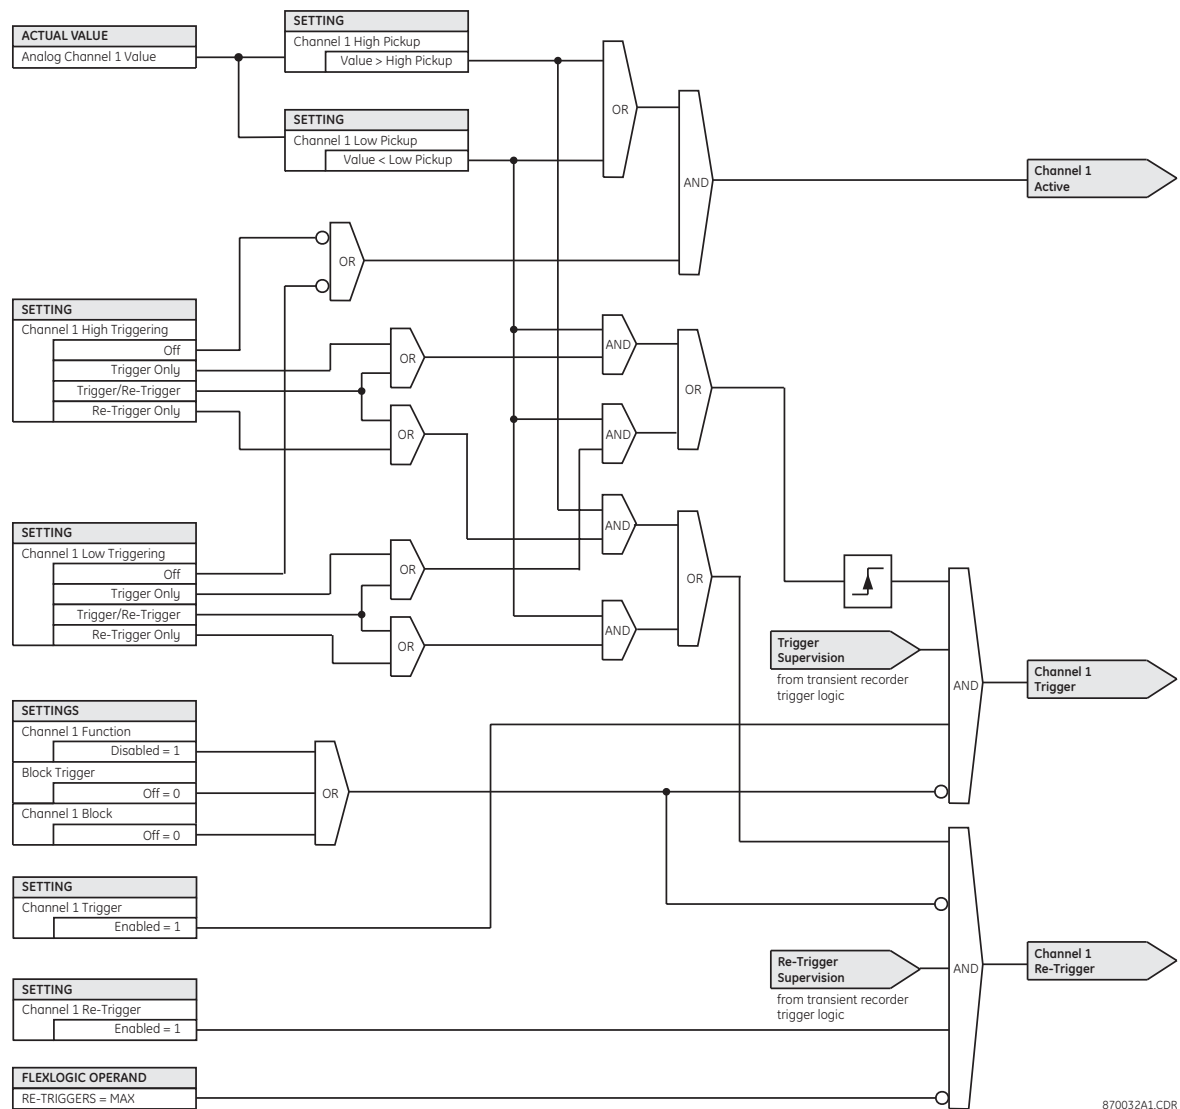 ACTUAL VALUE
Analog Channel 1 Value
SETTING
Channel 1 High Pickup
Value > High Pickup
SETTING
Channel 1 Low Pickup
Value < Low Pickup
OR
AND
Channel 1
Active
OR
SETTING
Channel 1 High Triggering
Off
Trigger Only
Trigger/Re-Trigger
Re-Trigger Only
OR
OR
AND
AND
OR
SETTING
Channel 1 Low Triggering
Off
Trigger Only
Trigger/Re-Trigger
Re-Trigger Only
OR
OR
AND
AND
OR
Trigger
Supervision
from transient recorder
trigger logic
AND
Channel 1
Trigger
SETTINGS
Channel 1 Function
Disabled = 1
Block Trigger
Off = 0
Channel 1 Block
Off = 0
OR
SETTING
Channel 1 Trigger
Enabled = 1
Re-Trigger
Supervision
from transient recorder
trigger logic
AND
Channel 1
Re-Trigger
SETTING
Channel 1 Re-Trigger
Enabled = 1
FLEXLOGIC OPERAND
RE-TRIGGERS = MAX
870032A1.CDR